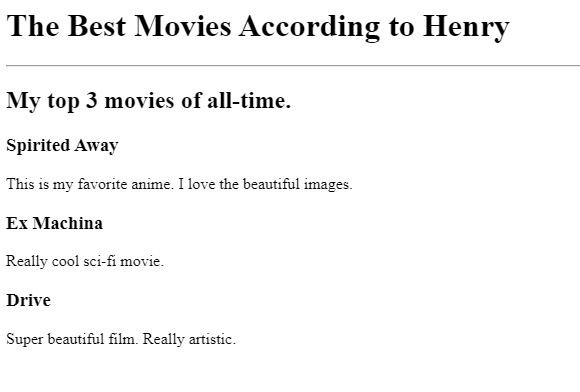 The Best Movies According to Henry
My top 3 movies of all-time.
Spirited Away
This is my favorite anime. I love the beautiful images.
Ex Machina
Really cool sci-fi movie.
Drive
Super beautiful film. Really artistic.